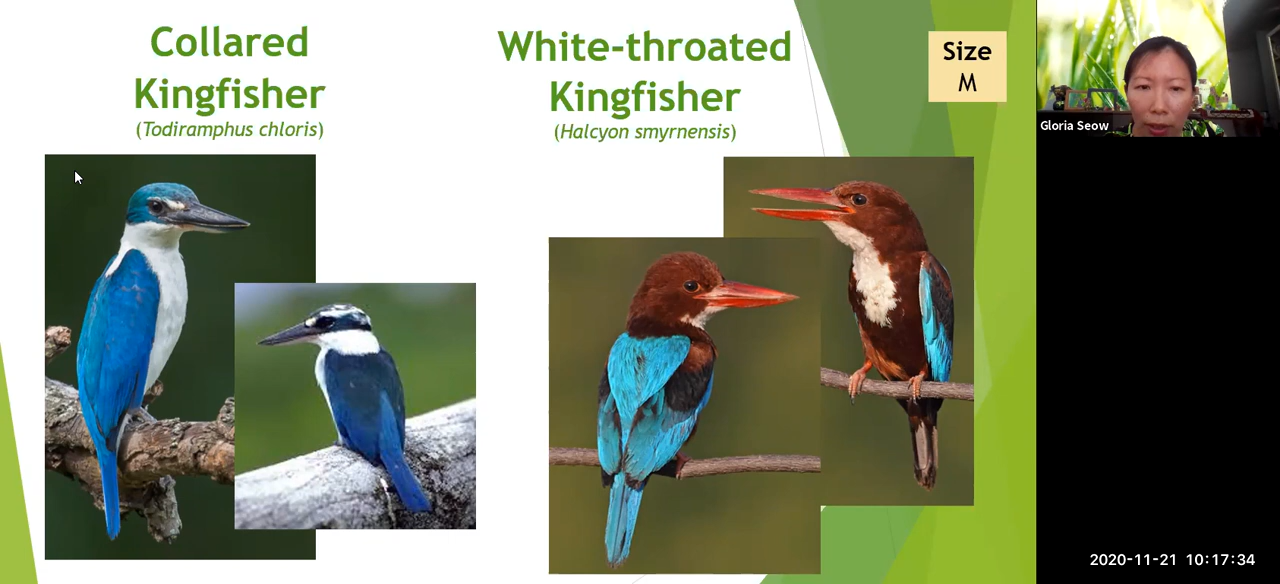 Collared
Kingfisher
(Todiramphus chloris)
White-throated
Kingfisher
(Halcyon smyrnensis)
Size
M
Gloria Seow
2020-11-21 10:17:34